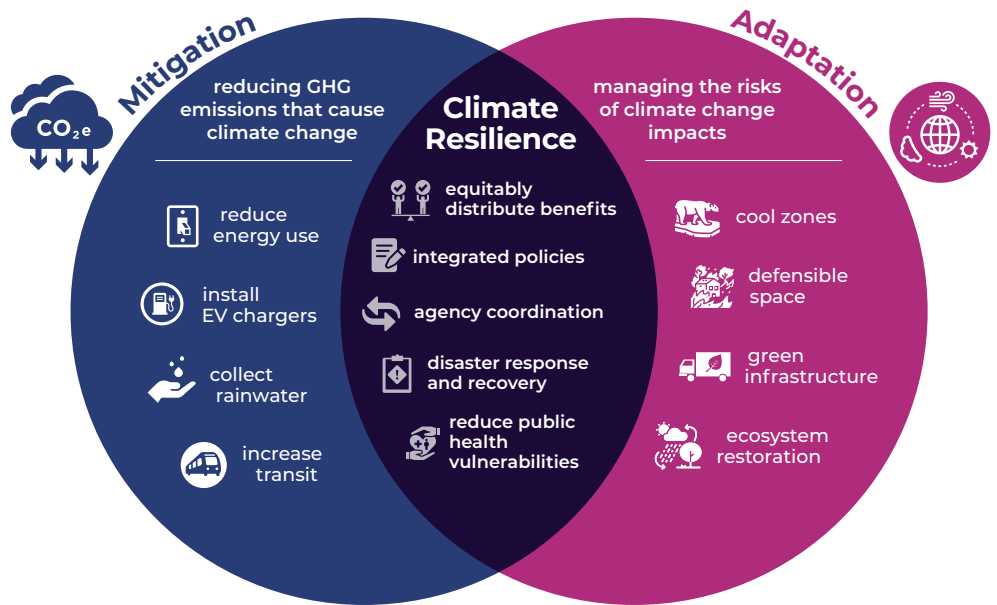 Mitigation
CO2e
reducing GHG
emissions that cause
climate change
reduce
energy use
install
EV chargers
collect
rainwater
increase
transit
Climate
Resilience
equitably
distribute benefits
integrated policies
agency coordination
disaster response
and recovery
reduce public
health
vulnerabilities
Adaptation
managing the risks
of climate change
impacts
cool zones
defensible
space
green
infrastructure
ecosystem
restoration